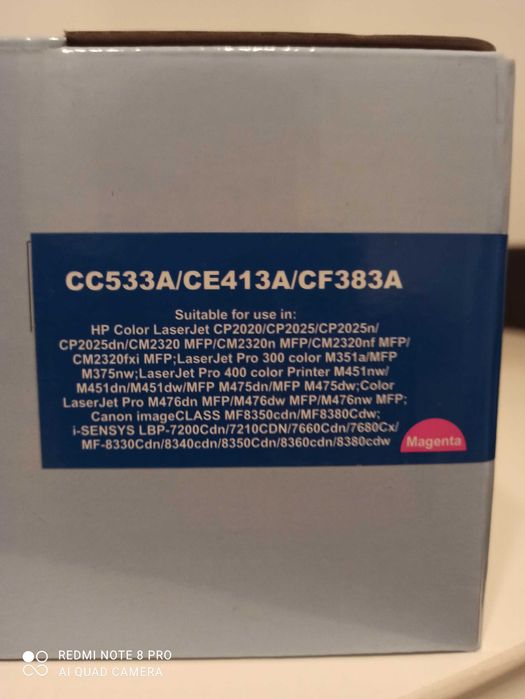 CC533A/CE413A/CF383A
Suitable for use in:
HP Color LaserJet CP2020/CP2025/CP2025n/
CP2025dn/CM2320 MFP/CM2320n MFP/CM2320nf MFP/
CM2320fxi MFP;LaserJet Pro 300 color M351a/MFP
M375nw;LaserJet Pro 400 color Printer M451nw/
M451dn/M451dw/MFP M475dn/MFP M475dw;Color
LaserJet Pro M476dn MFP/M476dw MFP/M476nw MFP;
Canon imageCLASS MF8350cdn/MF8380Cdw;
i-SENSYS LBP-7200Cdn/7210CDN/7660Cdn/7680Cx/
MF-8330Cdn/8340cdn/8350Cdn/8360cdn/8380cdw
Magenta
REDMI NOTE 8 PRO
AI QUAD CAMERA